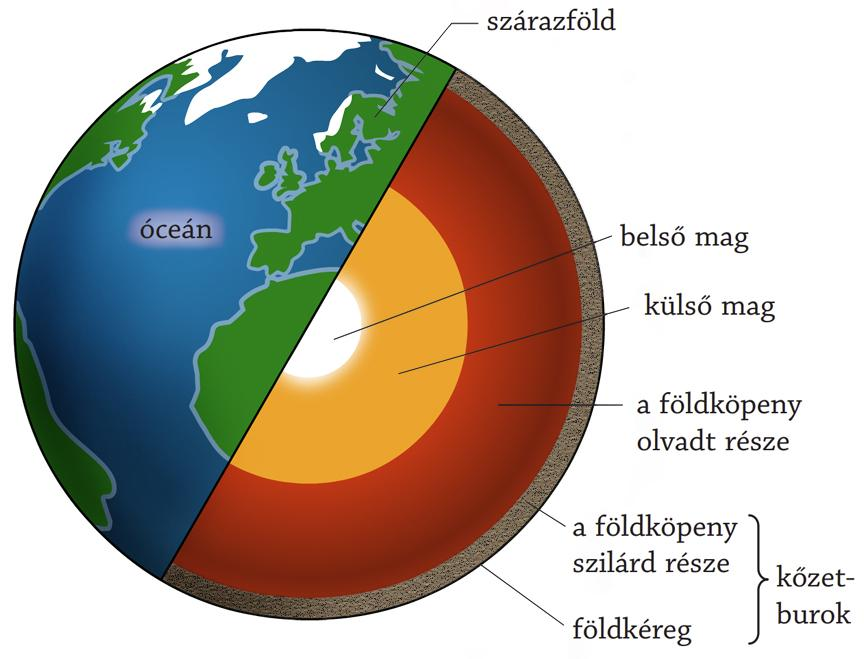 szárazföld
óceán
belső mag
külső mag
a földköpeny
olvadt része
a földköpeny
szilárd része
földkéreg
kőzet-
burok